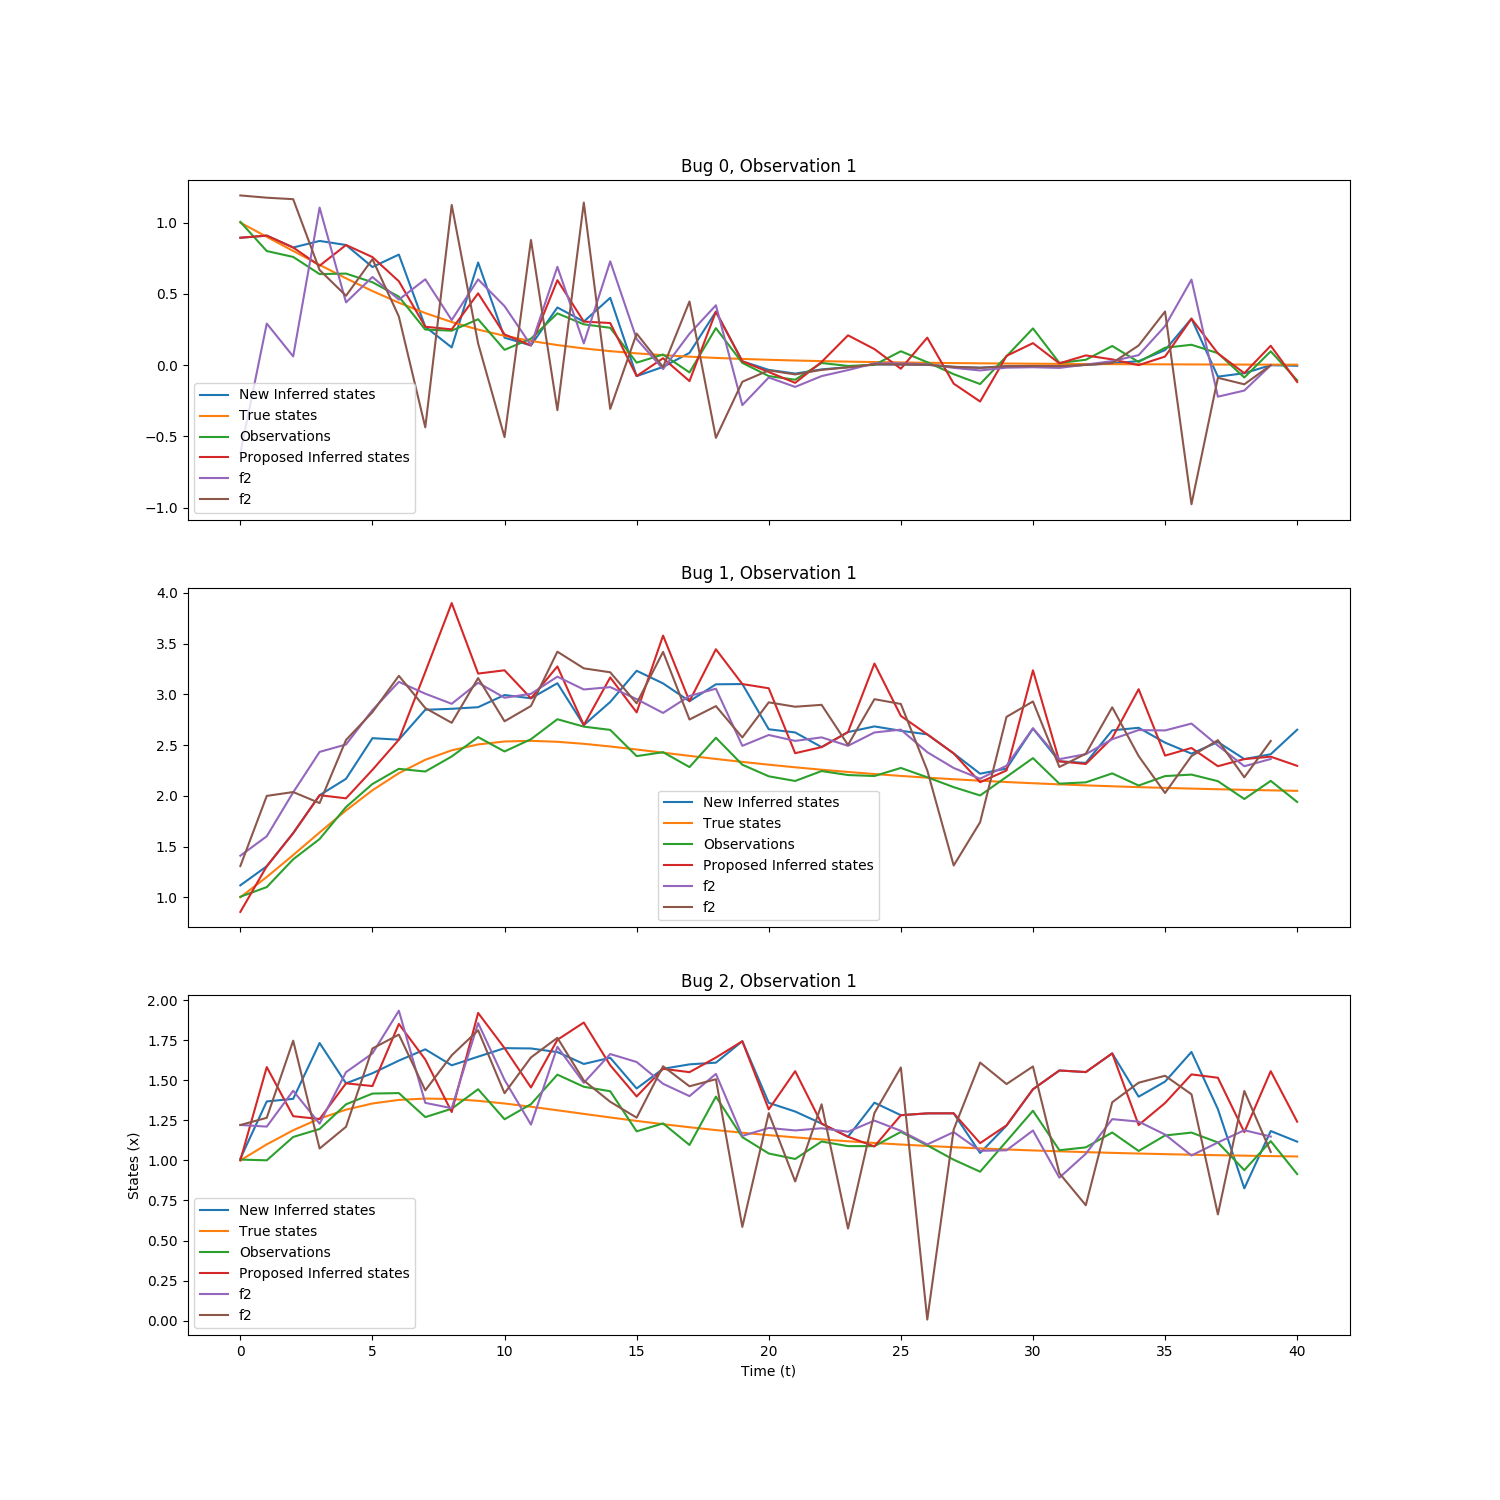 Bug 0, Observation 1
1.0
0.5
0.0
−0.5
−1.0
New Inferred states
True states
Observations
Proposed Inferred states
f2
f2
Bug 1, Observation 1
4.0
3.5
3.0
2.5
2.0
1.5
1.0
New Inferred states
True states
Observations
Proposed Inferred states
f2
f2
Bug 2, Observation 1
States (x)
2.00
1.75
1.50
1.25
1.00
0.75
0.50
0.25
0.00
New Inferred states
True states
Observations
Proposed Inferred states
f2
f2
0 5 10 15 20 25 30 35 40
Time (t)